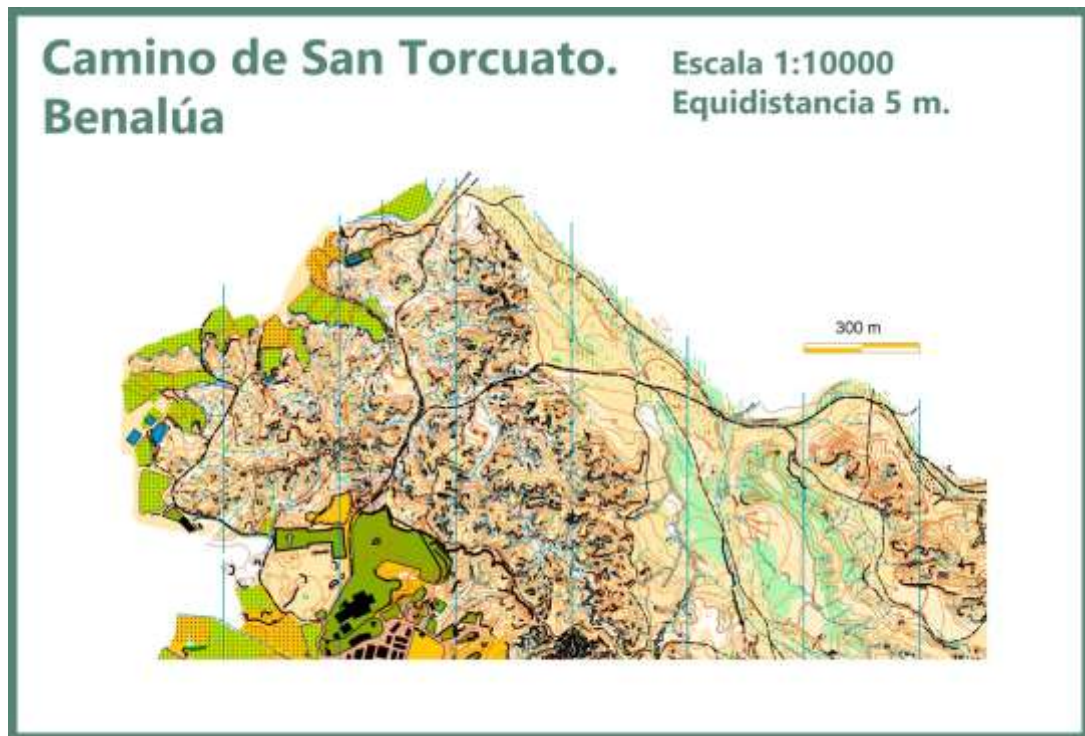 Camino de San Torcuato.
Benalúa
Escala 1:10000
Equidistancia 5 m.
300 m